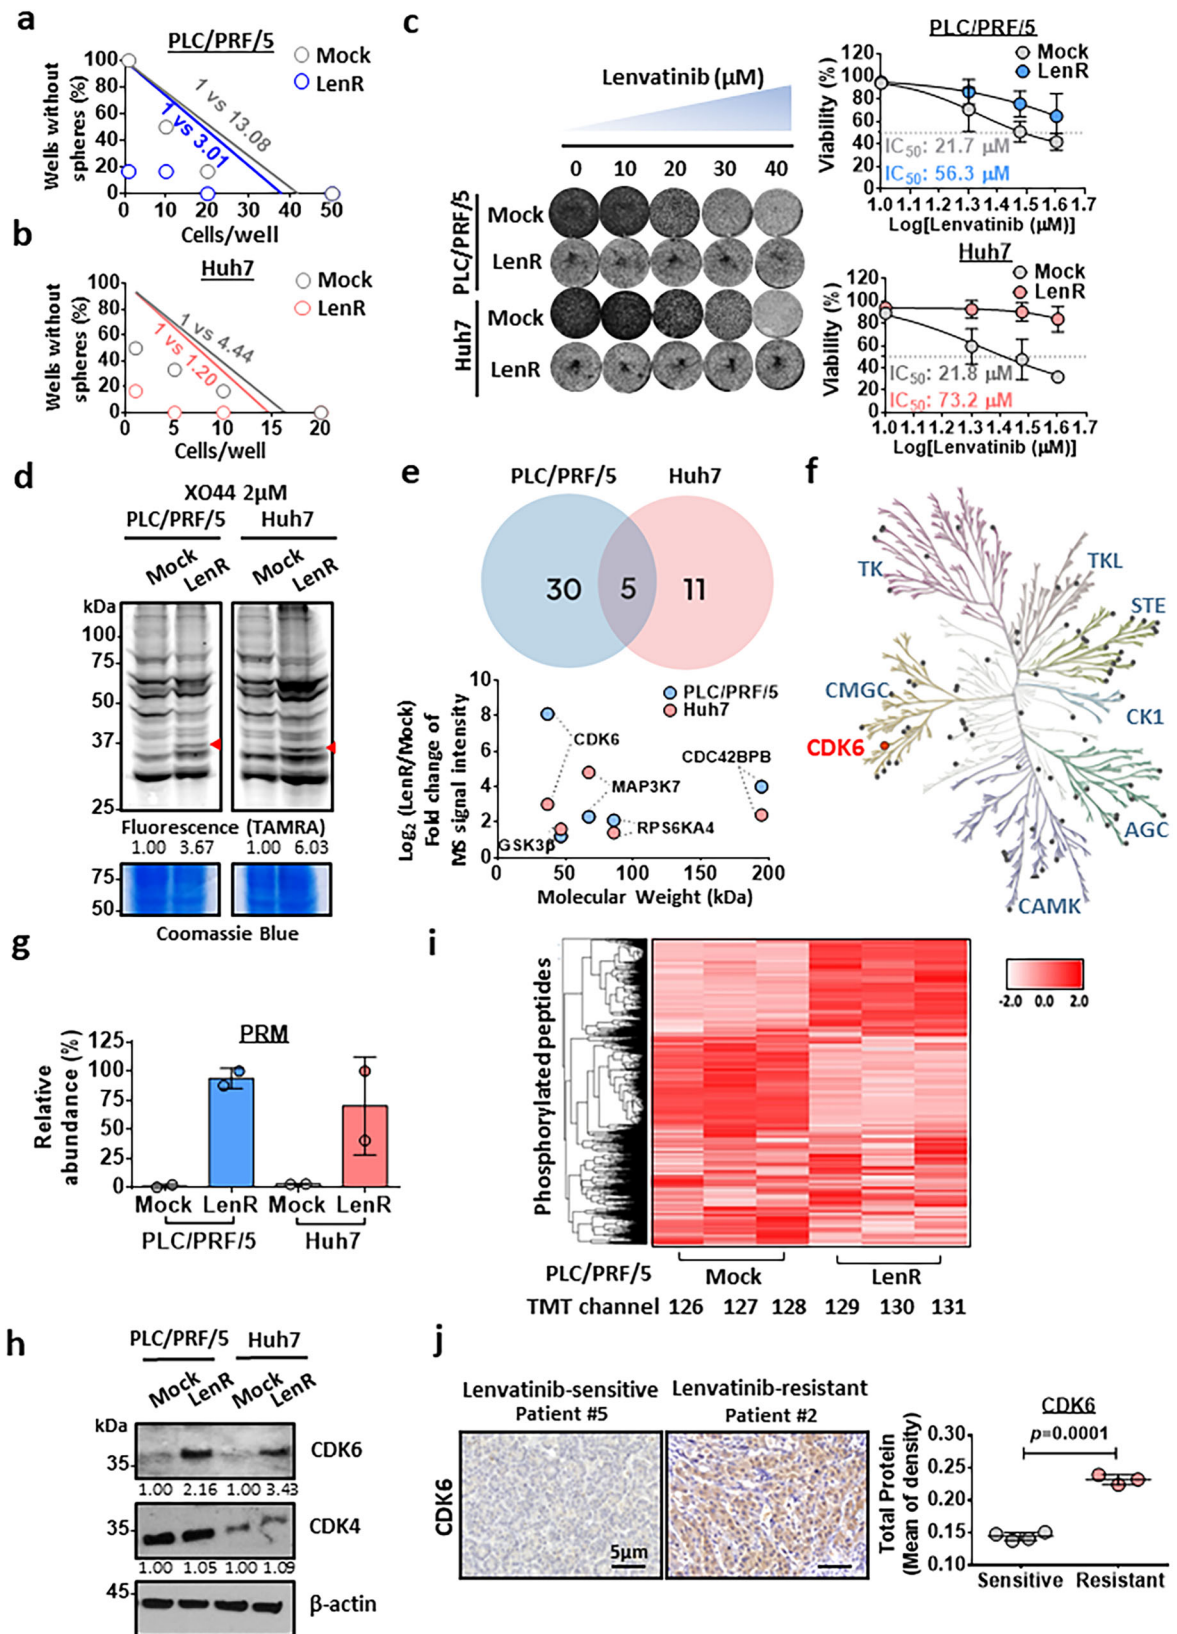 a
PLC/PRF/5
Mock
LenR
1 vs 13.08
1 vs 3.01
Wells without
spheres (%)
100
80
60
40
20
0
0 10 20 30 40 50
Cells/well
b
Huh7
Mock
LenR
1 vs 4.44
1 vs 1.20
Wells without
spheres (%)
100
80
60
40
20
0
0 5 10 15 20
Cells/well
c
Lenvatinib (μM)
0 10 20 30 40
PLC/PRF/5
Mock
LenR
Huh7
Mock
LenR
PLC/PRF/5
Mock
LenR
Viability (%)
120
100
80
60
40
20
0
IC50: 21.7 μM
IC50: 56.3 μM
1.0 1.1 1.2 1.3 1.4 1.5 1.6 1.7
Log[Lenvatinib (μM)]
Huh7
Mock
LenR
Viability (%)
120
100
80
60
40
20
0
IC50: 21.8 μM
IC50: 73.2 μM
1.0 1.1 1.2 1.3 1.4 1.5 1.6 1.7
Log[Lenvatinib (μM)]
d
XO44 2μM
PLC/PRF/5 Huh7
Mock LenR Mock LenR
kDa
100
75
50
37
25
Fluorescence (TAMRA)
1.00 3.67 1.00 6.03
75
50
Coomassie Blue
e
PLC/PRF/5 Huh7
30 5 11
Log2 (LenR/Mock)
Fold change of
MS signal intensity
10
8
6
4
2
0
PLC/PRF/5
Huh7
CDK6
CDC42BPB
MAP3K7
RPS6KA4
GSK3β
0 50 100 150 200
Molecular Weight (kDa)
f
TK
TKL
STE
CMGC
CK1
CDK6
AGC
CAMK
g
PRM
Relative
abundance (%)
125
100
75
50
25
0
Mock LenR Mock LenR
PLC/PRF/5 Huh7
i
Phosphorylated peptides
-2.0 0.0 2.0
PLC/PRF/5 Mock LenR
TMT channel 126 127 128 129 130 131
h
PLC/PRF/5 Huh7
Mock LenR Mock LenR
kDa
35
CDK6
1.00 2.16 1.00 3.43
35
CDK4
1.00 1.05 1.00 1.09
45
β-actin
j
Lenvatinib-sensitive
Patient #5
Lenvatinib-resistant
Patient #2
CDK6
5μm
CDK6
p=0.0001
Total Protein
(Mean of density)
0.30
0.25
0.20
0.15
0.10
Sensitive Resistant